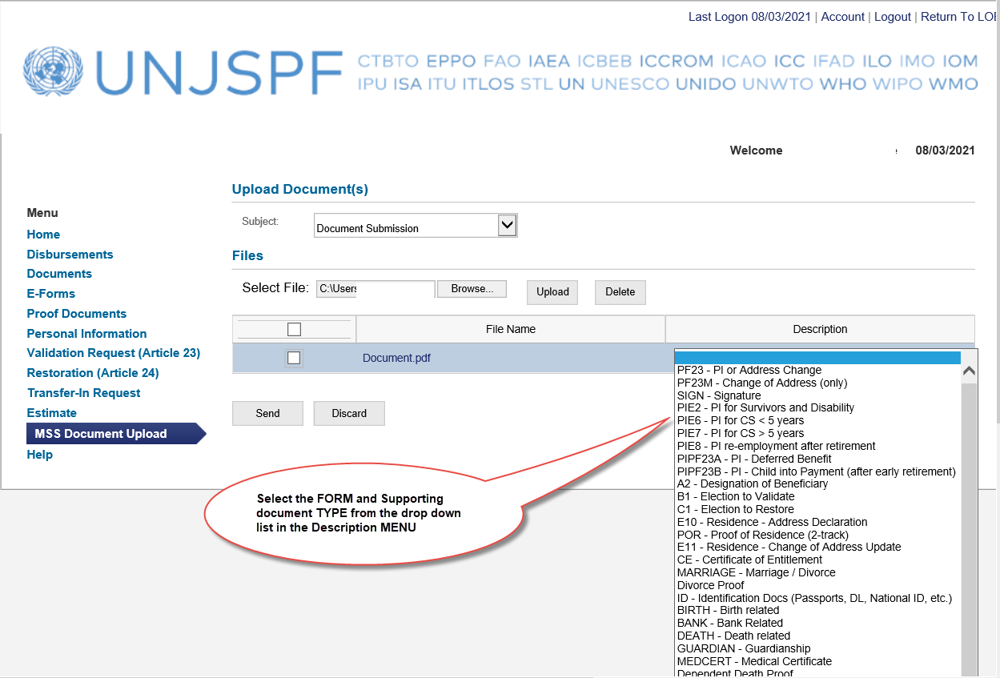 Last Logon 08/03/2021 | Account | Logout | Return To
UNJSPF
CTBTO EPPO FAO IAEA ICBEB ICCROM ICAO ICC IFAD ILO IMO IOM
IPU ISA ITU ITLOS STL UN UNESCO UNIDO UNWTO WHO WIPO WMO
Welcome 08/03/2021
Menu
Home
Disbursements
Documents
E-Forms
Proof Documents
Personal Information
Validation Request (Article 23)
Restoration (Article 24)
Transfer-In Request
Estimate
MSS Document Upload
Help
Upload Document(s)
Subject: Document Submission
Files
Select File: C:\Users Browse... Upload Delete
File Name Description
Document.pdf
Send Discard
Select the FORM and Supporting
document TYPE from the drop down
list in the Description MENU
PF23 - PI or Address Change
PF23M - Change of Address (only)
SIGN - Signature
PIE2 - PI for Survivors and Disability
PIE6 - PI for CS < 5 years
PIE7 - PI for CS > 5 years
PIE8 - PI re-employment after retirement
PIPF23A - PI - Deferred Benefit
PIPF23B - PI - Child into Payment (after early retirement)
A2 - Designation of Beneficiary
B1 - Election to Validate
C1 - Election to Restore
E10 - Residence - Address Declaration
POR - Proof of Residence (2-track)
E11 - Residence - Change of Address Update
CE - Certificate of Entitlement
MARRIAGE - Marriage / Divorce
Divorce Proof
ID - Identification Docs (Passports, DL, National ID, etc.)
BIRTH - Birth related
BANK - Bank Related
DEATH - Death related
GUARDIAN - Guardianship
MEDCERT - Medical Certificate
Dependent Death Proof